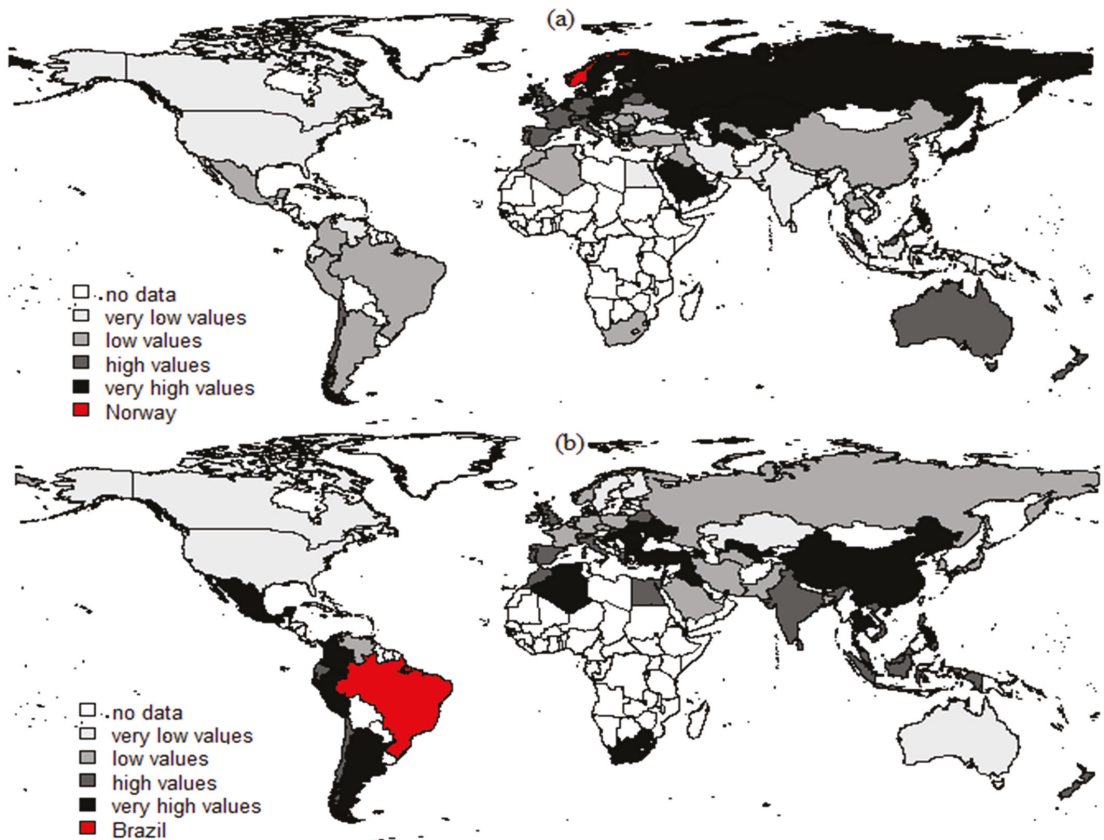 (a)
no data
very low values
low values
high values
very high values
Norway
(b)
no data
very low values
low values
high values
very high values
Brazil